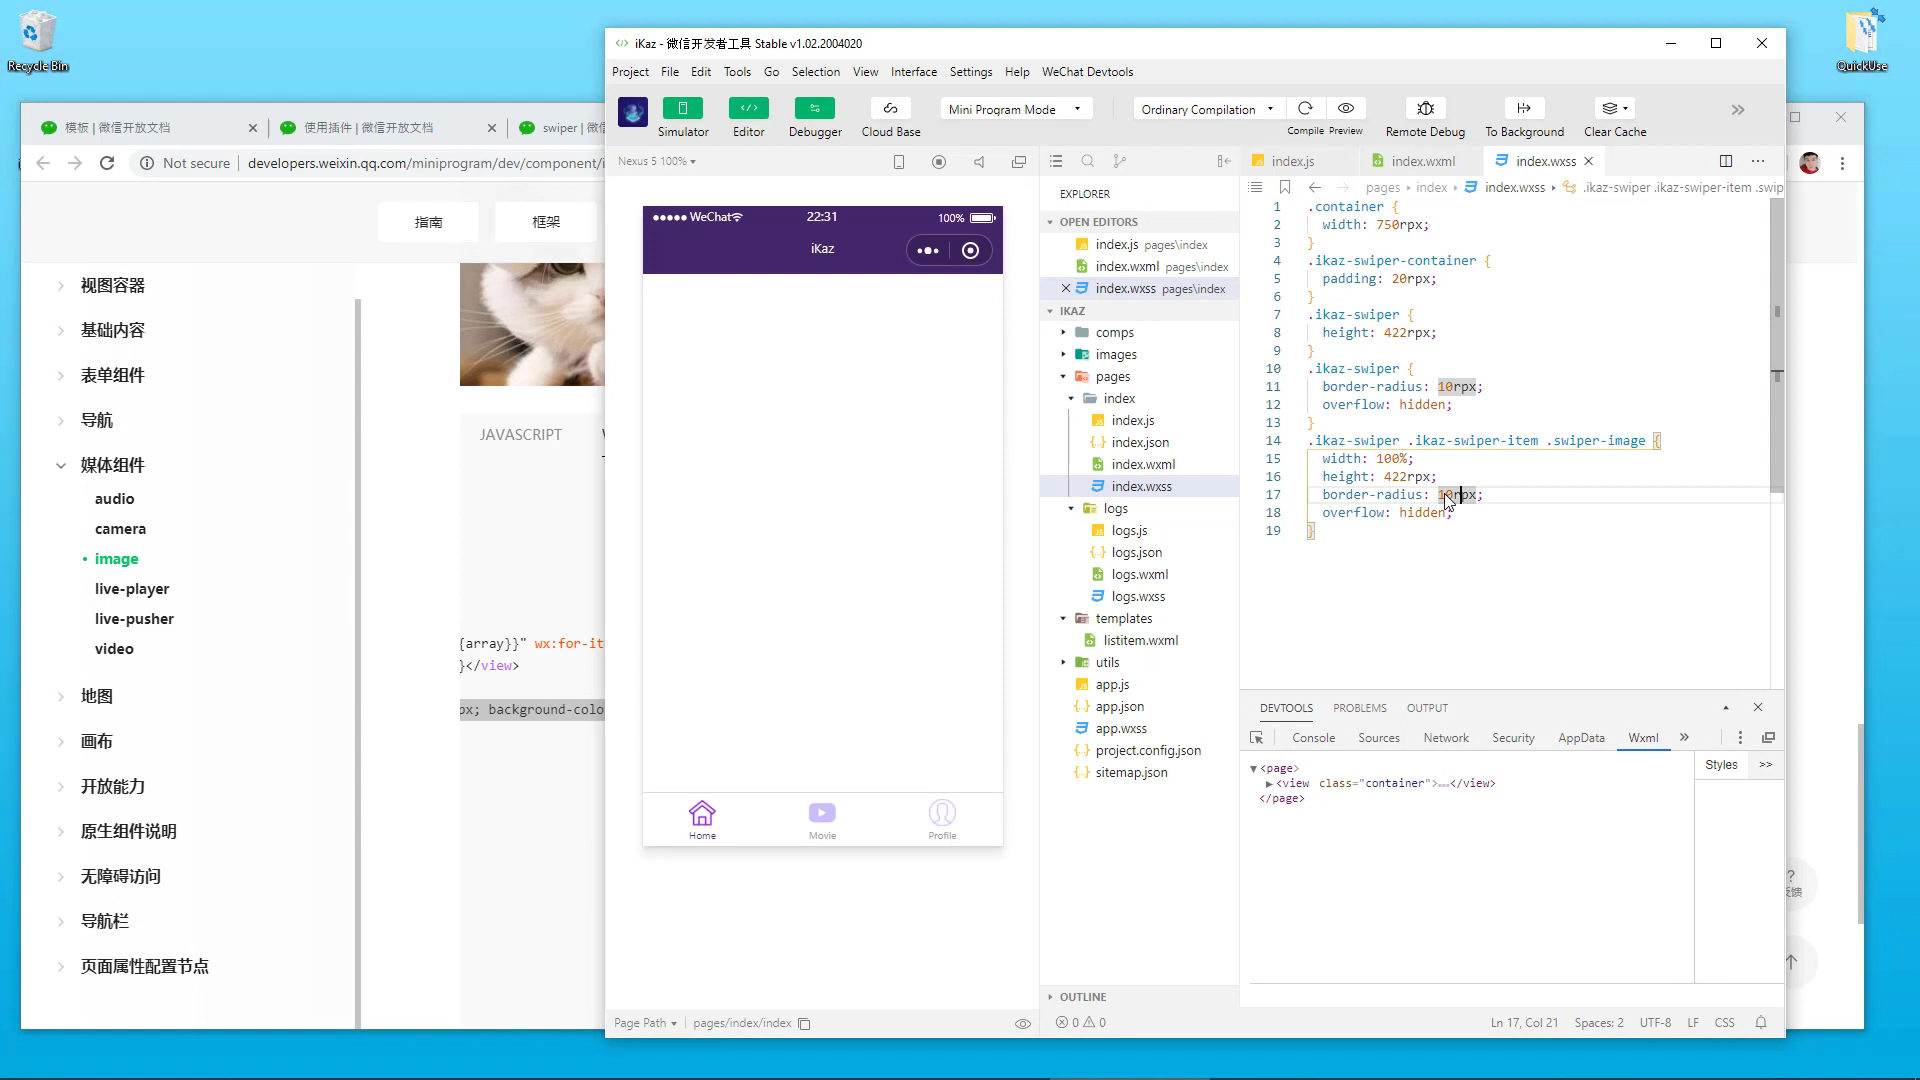 Recycle Bin
QuickUse
模板 | 微信开放文档
使用插件 | 微信开放文档
swiper | 微信
Not secure
developers.weixin.qq.com/miniprogram/dev/component/i
指南
框架
视图容器
基础内容
表单组件
导航
媒体组件
audio
camera
image
live-player
live-pusher
video
地图
画布
开放能力
原生组件说明
无障碍访问
导航栏
页面属性配置节点
JAVASCRIPT
{array}}" wx:for-it
}</view>
px; background-colo
iKaz - 微信开发者工具 Stable v1.02.2004020
Project File Edit Tools Go Selection View Interface Settings Help WeChat Devtools
Mini Program Mode
Ordinary Compilation
Simulator Editor Debugger Cloud Base Compile Preview Remote Debug To Background Clear Cache
Nexus 5 100%
WeChat 22:31 100%
iKaz
Home Movie Profile
Page Path pages/index/index
EXPLORER
OPEN EDITORS
index.js pages\index
index.wxml pages\index
index.wxss pages\index
IKAZ
comps
images
pages
index
index.js
index.json
index.wxml
index.wxss
logs
logs.js
logs.json
logs.wxml
logs.wxss
templates
listitem.wxml
utils
app.js
app.json
app.wxss
project.config.json
sitemap.json
OUTLINE
0 0
index.js index.wxml index.wxss
pages index index.wxss .ikaz-swiper .ikaz-swiper-item .swip
1 .container {
2 width: 750rpx;
3 }
4 .ikaz-swiper-container {
5 padding: 20rpx;
6 }
7 .ikaz-swiper {
8 height: 422rpx;
9 }
10 .ikaz-swiper {
11 border-radius: 10rpx;
12 overflow: hidden;
13 }
14 .ikaz-swiper .ikaz-swiper-item .swiper-image {
15 width: 100%;
16 height: 422rpx;
17 border-radius: 10rpx;
18 overflow: hidden;
19 }
DEVTOOLS PROBLEMS OUTPUT
Console Sources Network Security AppData Wxml »
Styles >>
<page>
<view class="container">…</view>
</page>
Ln 17, Col 21 Spaces: 2 UTF-8 LF CSS
?
反馈